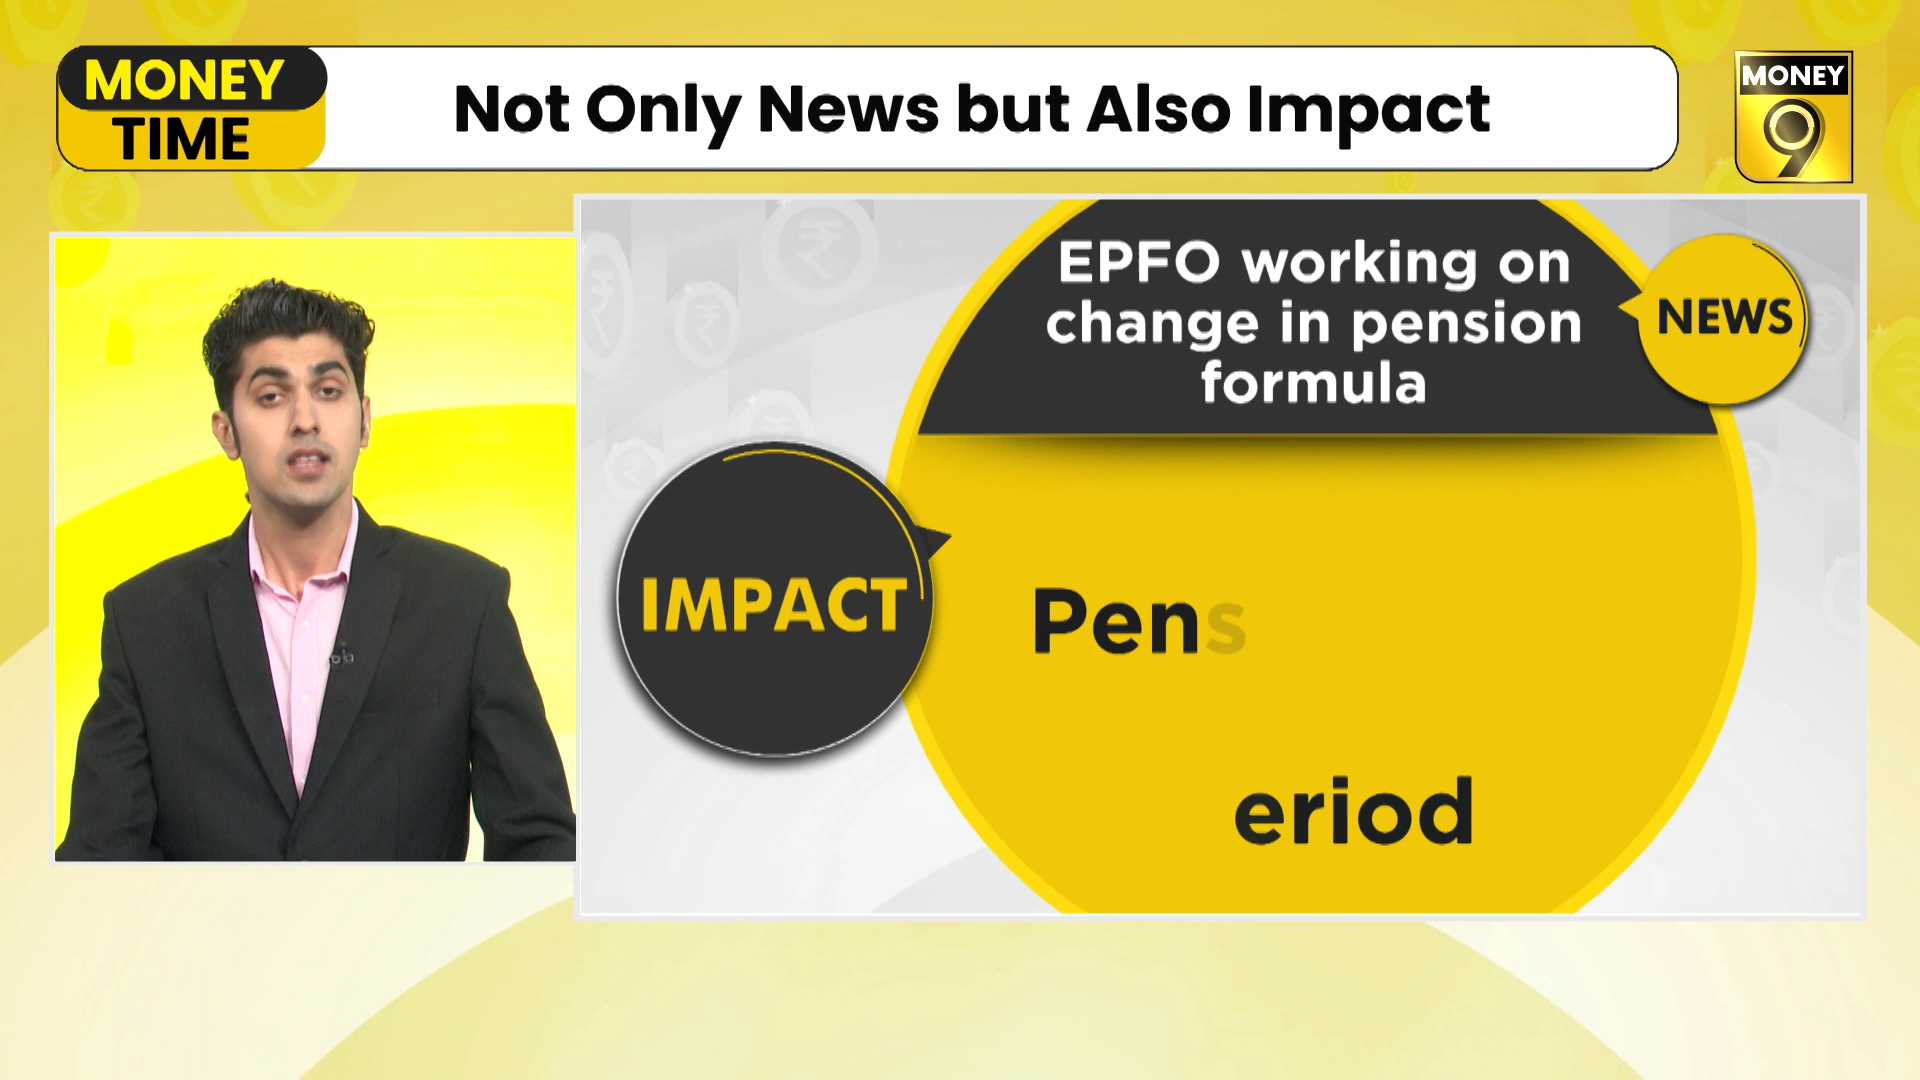 MONEY
TIME
Not Only News but Also Impact
MONEY
9
EPFO working on
change in pension
formula
NEWS
IMPACT
Pens
eriod